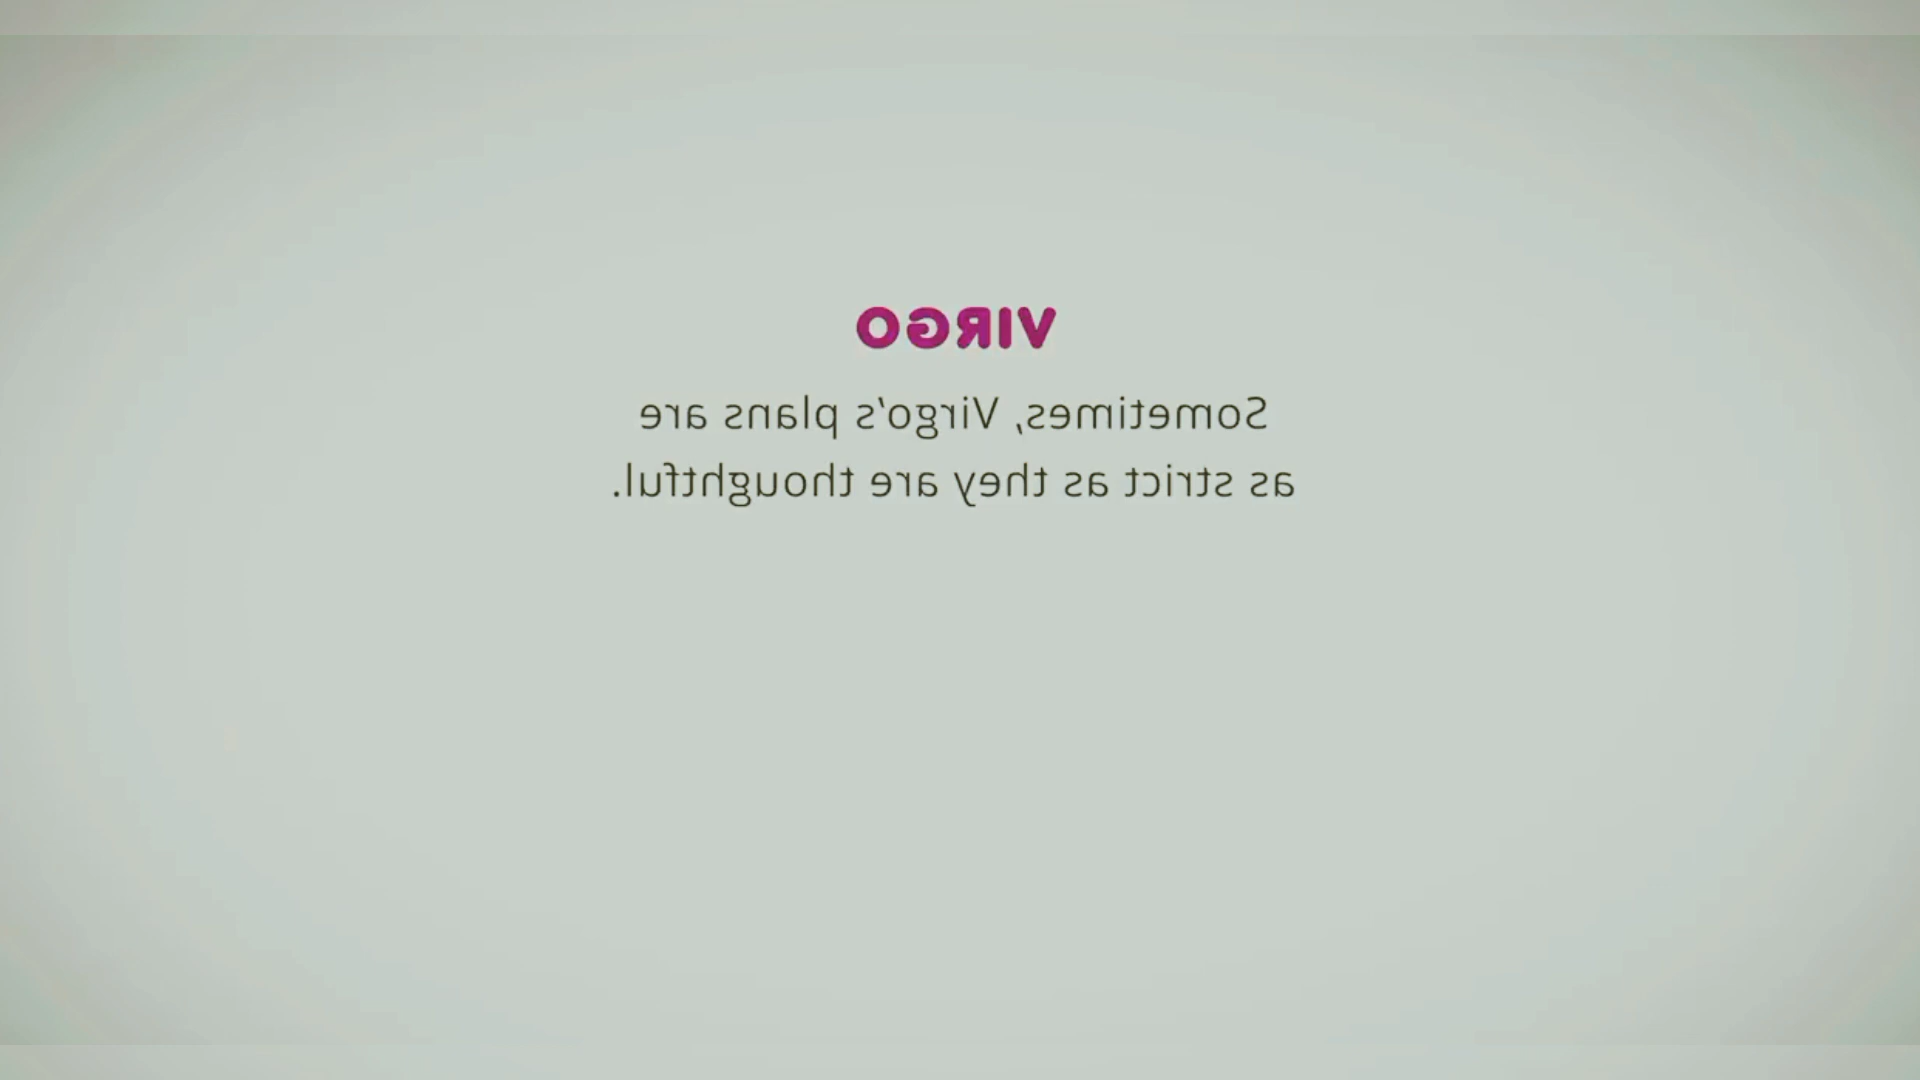 VIRGO
Sometimes, Virgo's plans are
as strict as they are thoughtful.